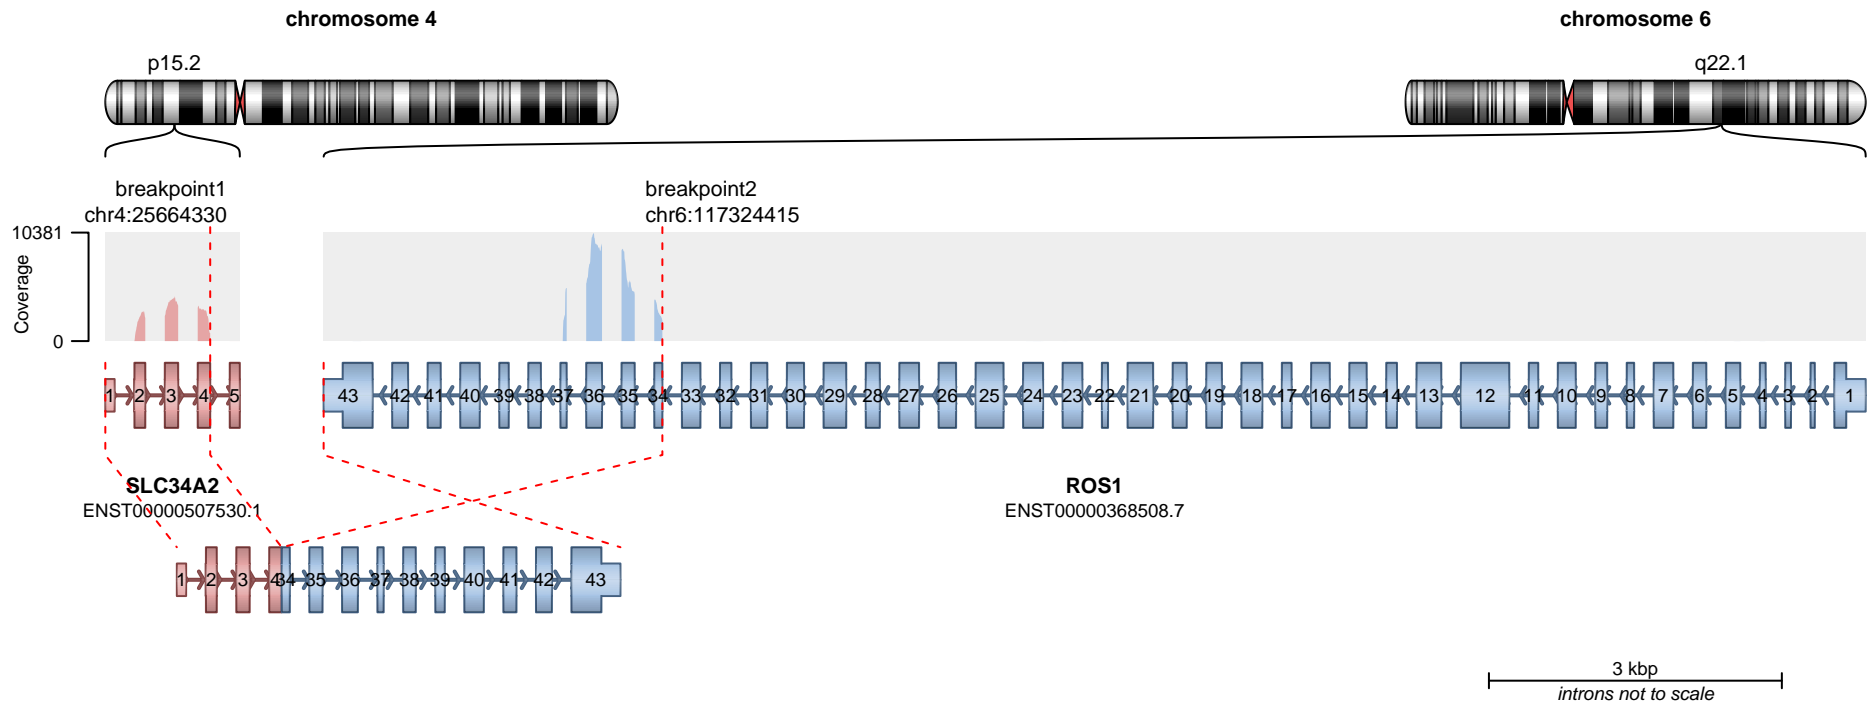 chromosome 4
chromosome 6
p15.2
q22.1
breakpoint1
chr4:25664330
breakpoint2
chr6:117324415
10381
Coverage
0
1 2 3 4 5
43 42 41 40 39 38 37 36 35 34 33 32 31 30 29 28 27 26 25 24 23 22 21 20 19 18 17 16 15 14 13 12 11 10 9 8 7 6 5 4 3 2 1
SLC34A2
ENST00000507530.1
ROS1
ENST00000368508.7
1 2 3 4 34 35 36 37 38 39 40 41 42 43
3 kbp
introns not to scale